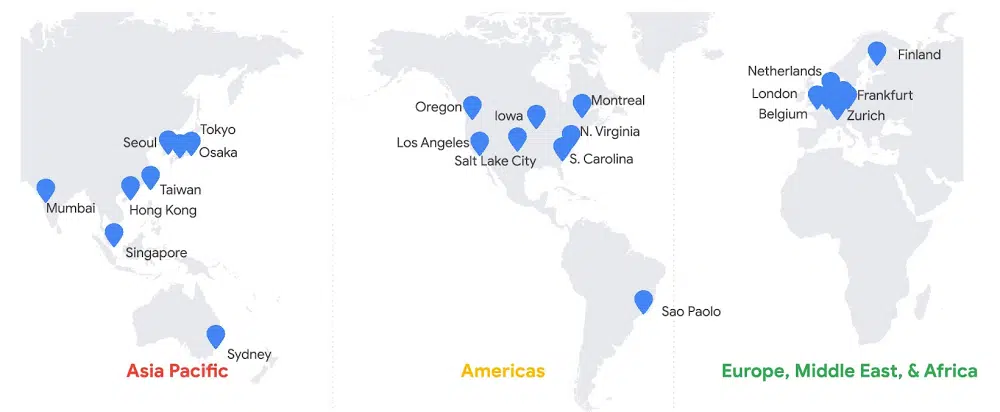 Tokyo
Seoul
Osaka
Taiwan
Mumbai
Hong Kong
Singapore
Sydney
Asia Pacific
Oregon
Iowa
Montreal
Los Angeles
N. Virginia
Salt Lake City
S. Carolina
Sao Paolo
Americas
Finland
Netherlands
London
Frankfurt
Belgium
Zurich
Europe, Middle East, & Africa